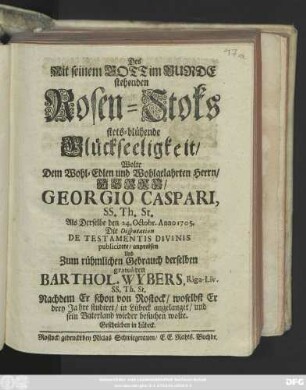 Des
Mit seinem GOTT im BUNDE
stehenden
Rosen-Stoks
stets-blühende
Glückseeligkeit/
Wolte
Dem Wohl-Edlen und Wohlgelahrten Herrn/
HERRN/
GEORGIO CASPARI,
SS. Th. St.
Als Derselbe den 24. Octobr. ANNO 1705.
Die Disputation
DE TESTAMENTIS DIVINIS
publicirte/ anpreisen
und
Zum rühmlichen Gebrauch derselben
gratuliren
BARTHOL. WYBERS, Riga-Liv.
SS. Th. St.
Nachdem Er schon von Rostock/ woselbst Er
drey Jahr studiret/ in Lübeck angelanget/ und
sein Vaterland wieder besuchen wolte.
Geschrieben in Lübeck.
Rostock gedruckt bey Niclas Schwiegerauen/ E. E. Rahts. Buchdr.